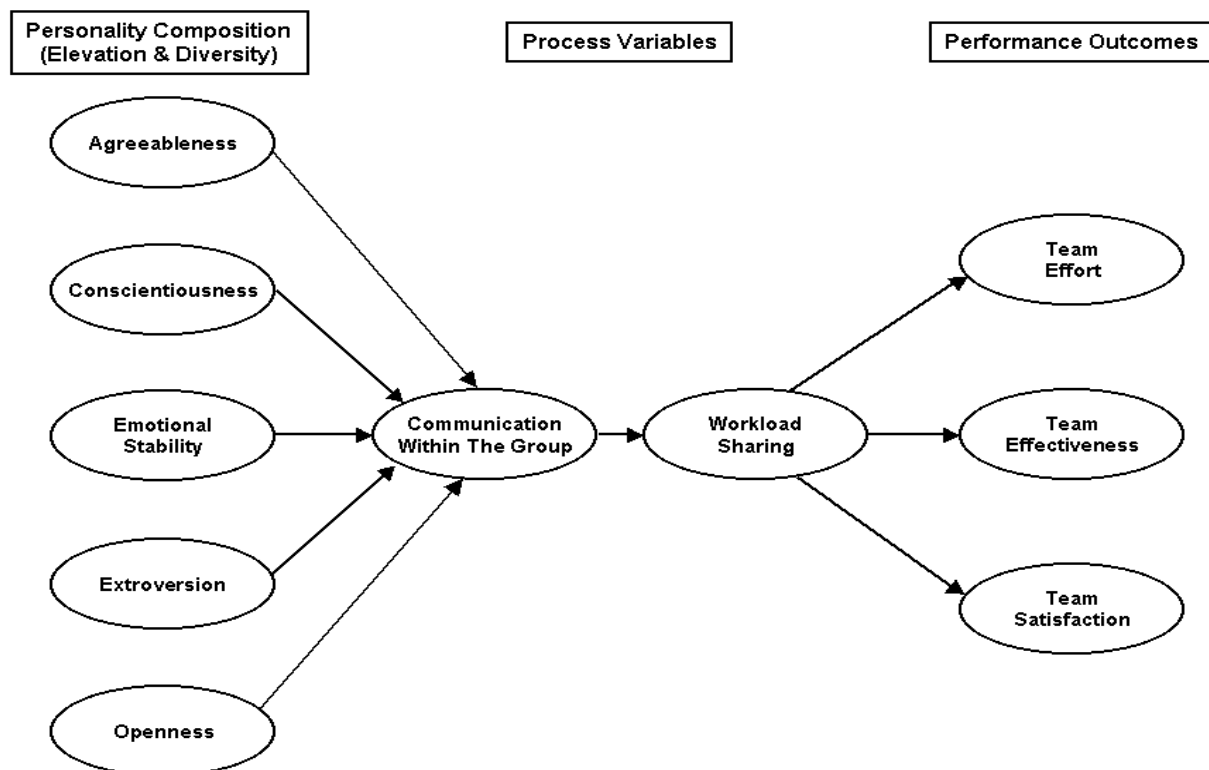 Personality Composition
(Elevation & Diversity)
Process Variables
Performance Outcomes
Agreeableness
Conscientiousness
Emotional
Stability
Extroversion
Openness
Communication
Within The Group
Workload
Sharing
Team
Effort
Team
Effectiveness
Team
Satisfaction